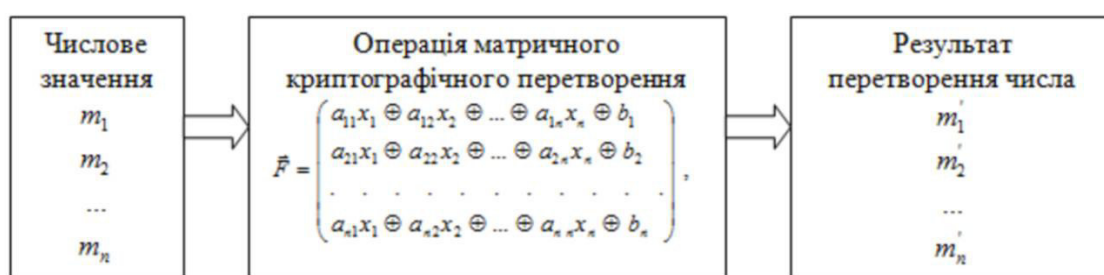 Числове
значення
m₁
m₂
...
mₙ
Операція матричного
криптографічного перетворення
F̄ = ( a₁₁x₁ ⊕ a₁₂x₂ ⊕ ... ⊕ a₁ₙxₙ ⊕ b₁
a₂₁x₁ ⊕ a₂₂x₂ ⊕ ... ⊕ a₂ₙxₙ ⊕ b₂
. . . . . . . . . . .
aₙ₁x₁ ⊕ aₙ₂x₂ ⊕ ... ⊕ aₙₙxₙ ⊕ bₙ ) ,
Результат
перетворення числа
m₁'
m₂'
...
mₙ'